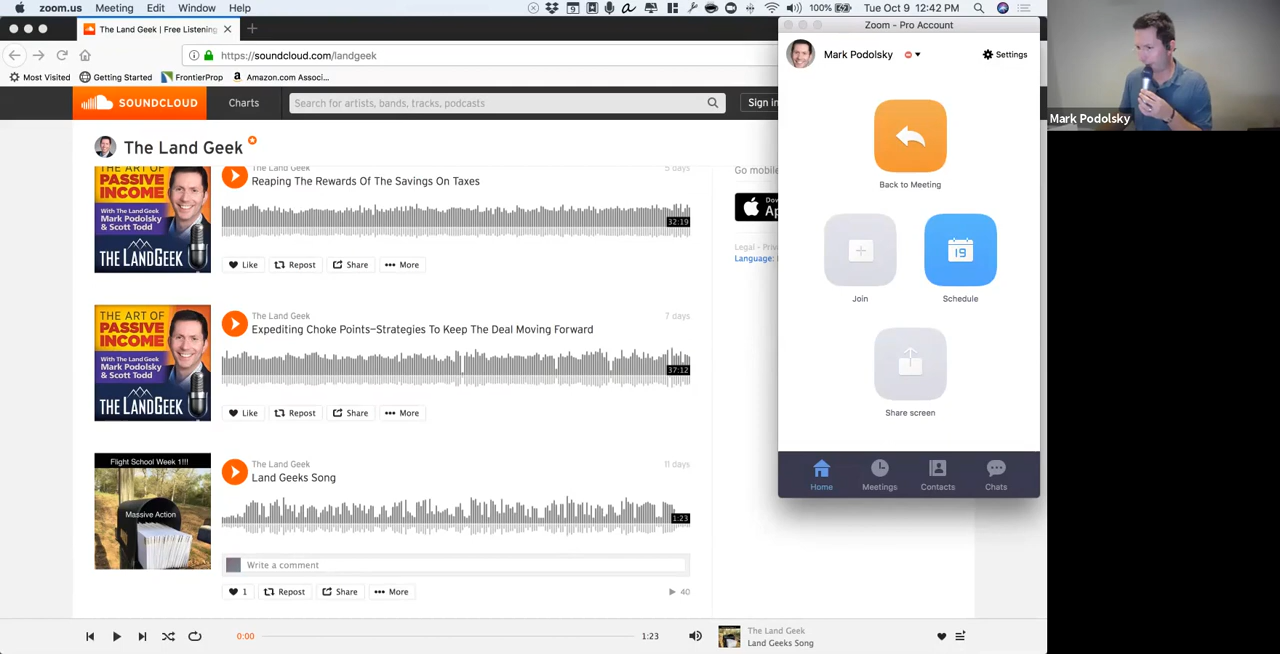 zoom.us Meeting Edit Window Help
100% Tue Oct 9 12:42 PM
The Land Geek | Free Listening
https://soundcloud.com/landgeek
Most Visited Getting Started FrontierProp Amazon.com Associ...
SOUNDCLOUD Charts Search for artists, bands, tracks, podcasts Sign in
The Land Geek
THE ART OF
PASSIVE
INCOME
With The Land Geek
Mark Podolsky
& Scott Todd
THE LANDGEEK
The Land Geek 5 days
Reaping The Rewards Of The Savings On Taxes
32:19
Like Repost Share More
THE ART OF
PASSIVE
INCOME
With The Land Geek
Mark Podolsky
& Scott Todd
THE LANDGEEK
The Land Geek 7 days
Expediting Choke Points—Strategies To Keep The Deal Moving Forward
37:12
Like Repost Share More
Flight School Week 1!!!
Massive Action
The Land Geek 11 days
Land Geeks Song
1:23
Write a comment
1 Repost Share More 40
Go mobile
Legal
Language:
0:00 1:23
The Land Geek
Land Geeks Song
Zoom - Pro Account
Mark Podolsky Settings
Back to Meeting
19
Join Schedule
Share screen
Home Meetings Contacts Chats
Mark Podolsky